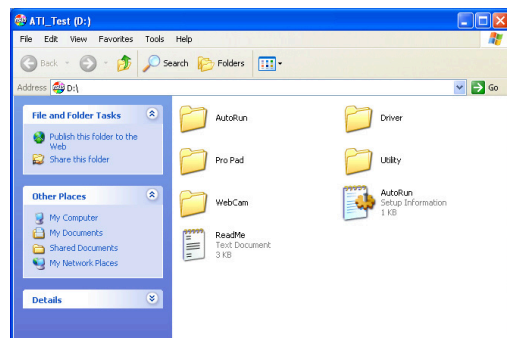 ATI_Test (D:)
File Edit View Favorites Tools Help
Back Search Folders
Address D:\ Go
File and Folder Tasks
Publish this folder to the
Web
Share this folder
Other Places
My Computer
My Documents
Shared Documents
My Network Places
Details
AutoRun Driver
Pro Pad Utility
WebCam
AutoRun
Setup Information
1 KB
ReadMe
Text Document
3 KB